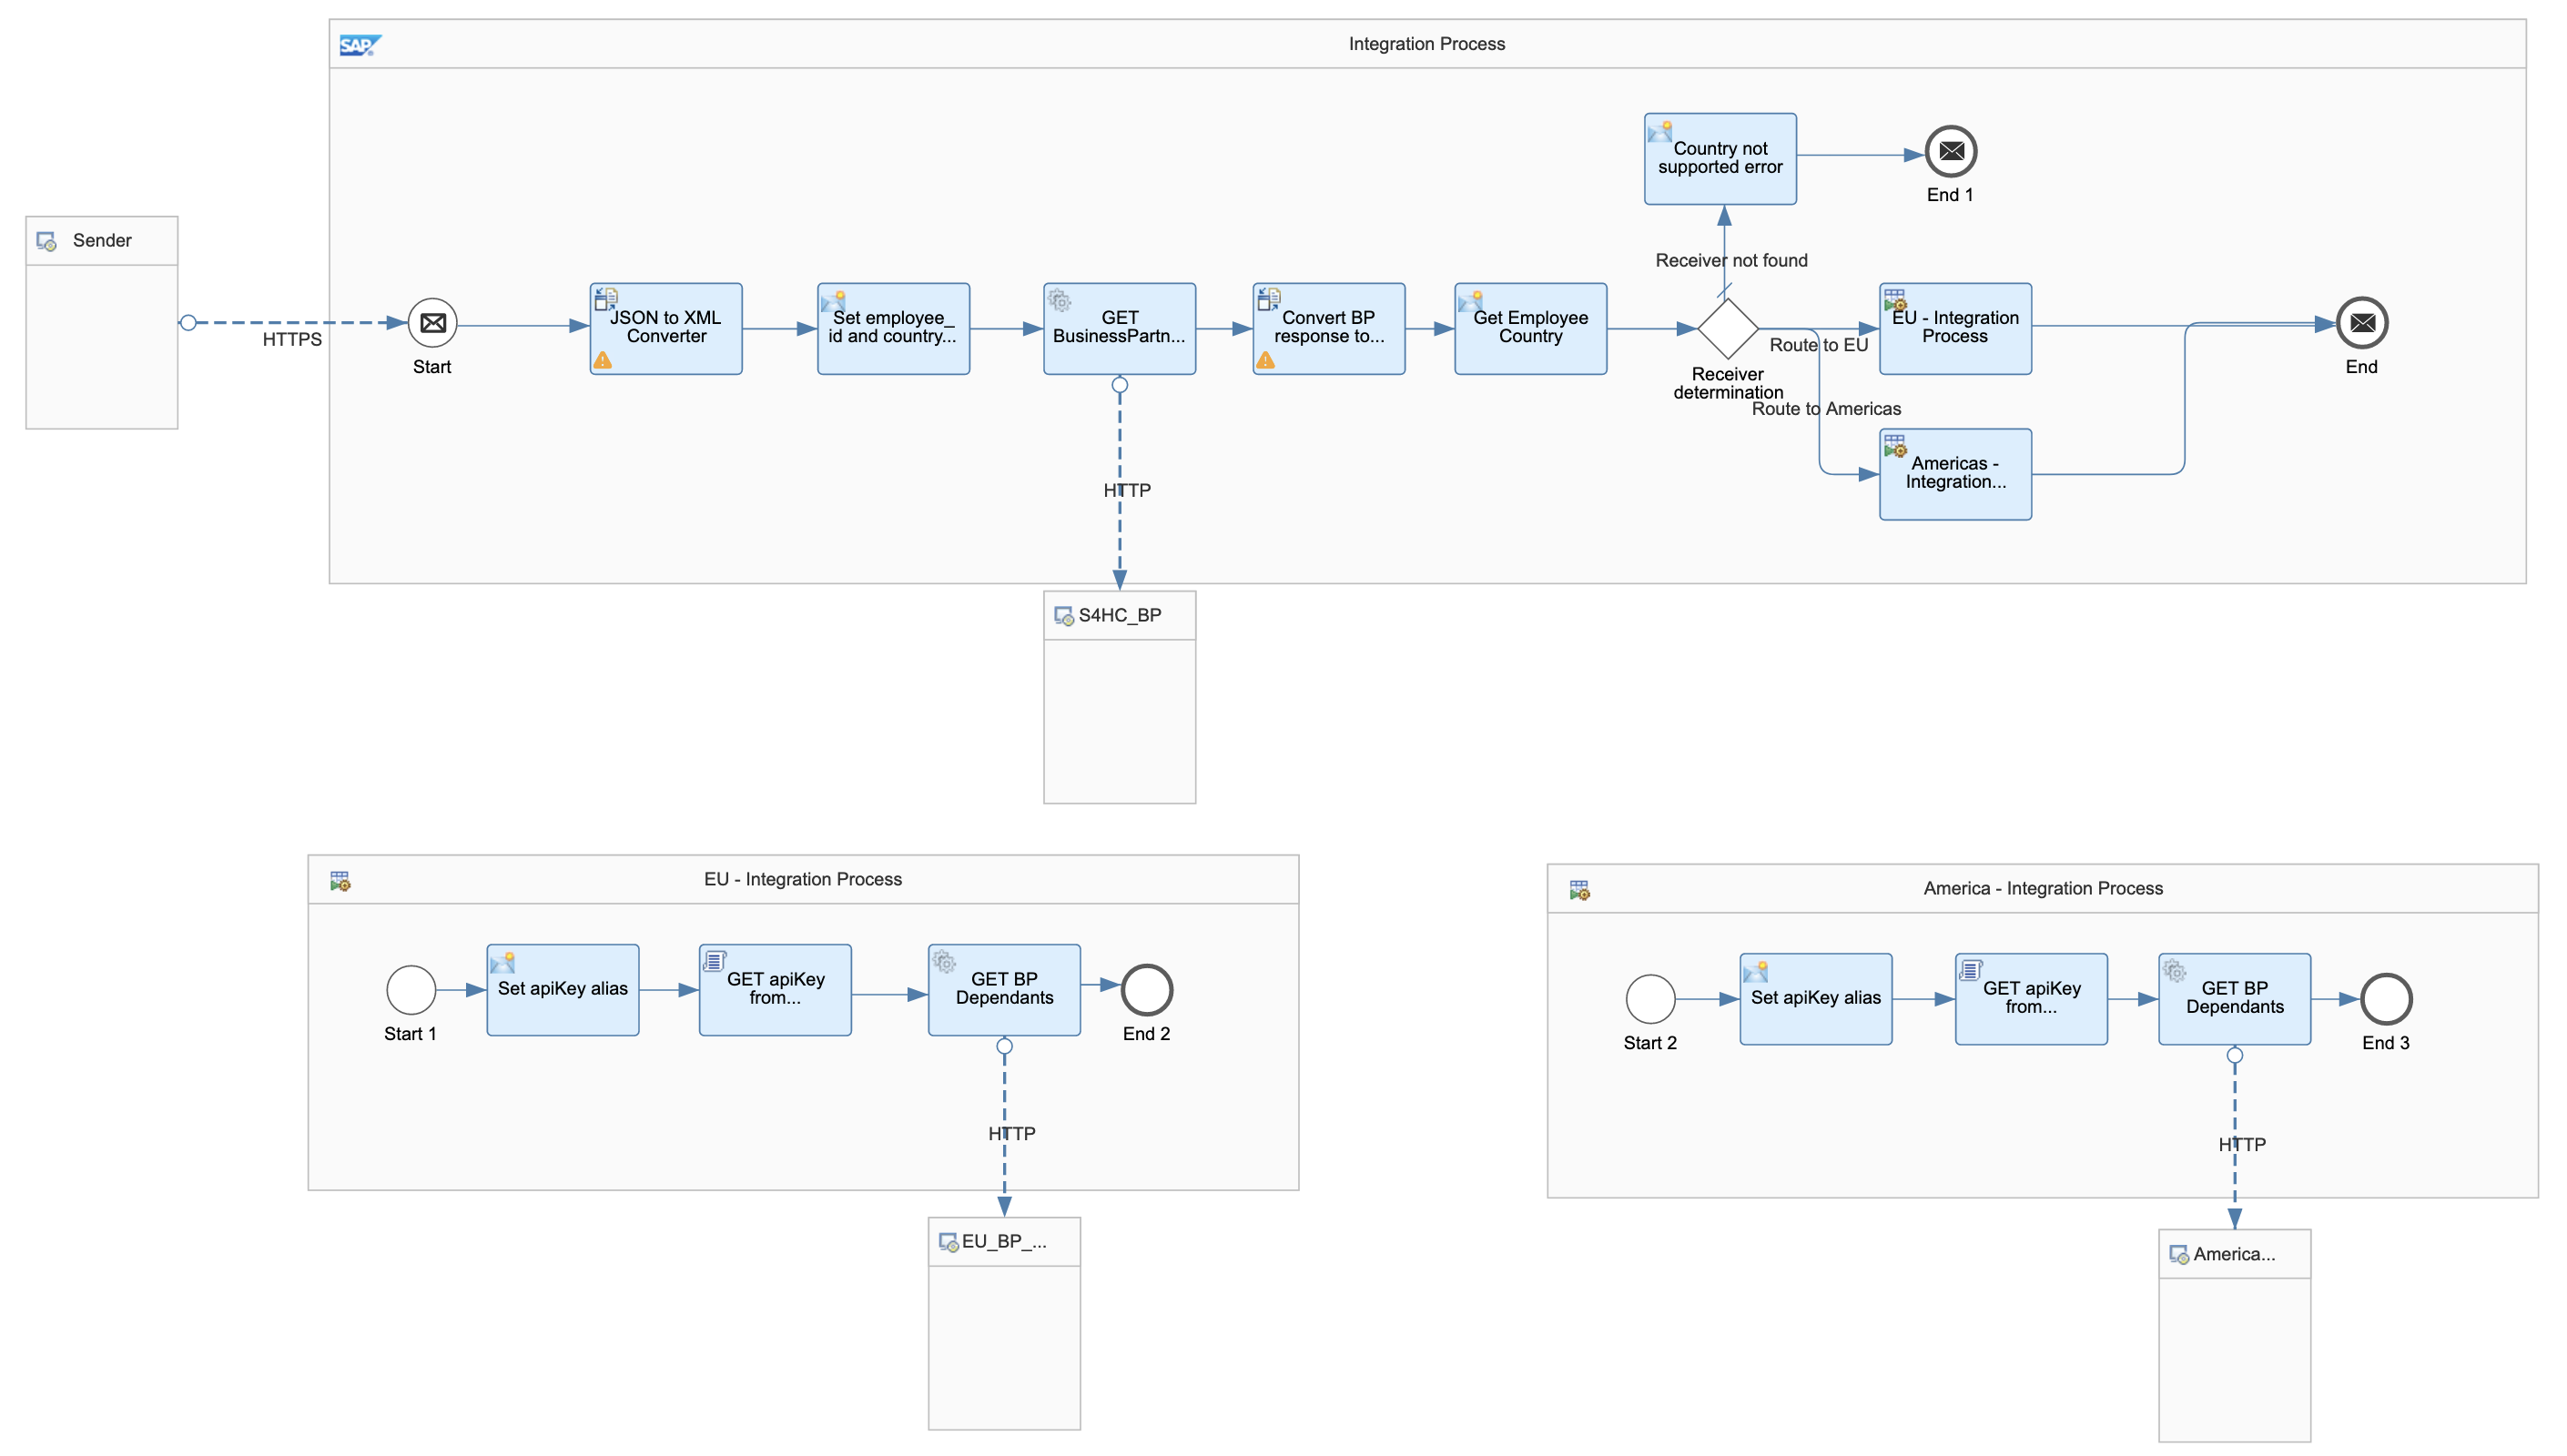 SAP
Integration Process
Country not
supported error
End 1
Sender
Receiver not found
HTTPS
Start
JSON to XML
Converter
Set employee_
id and country...
GET
BusinessPartn...
Convert BP
response to...
Get Employee
Country
Receiver
determination
Route to EU
EU - Integration
Process
End
Route to Americas
Americas -
Integration...
HTTP
S4HC_BP
EU - Integration Process
Start 1
Set apiKey alias
GET apiKey
from...
GET BP
Dependants
End 2
HTTP
EU_BP_...
America - Integration Process
Start 2
Set apiKey alias
GET apiKey
from...
GET BP
Dependants
End 3
HTTP
America...